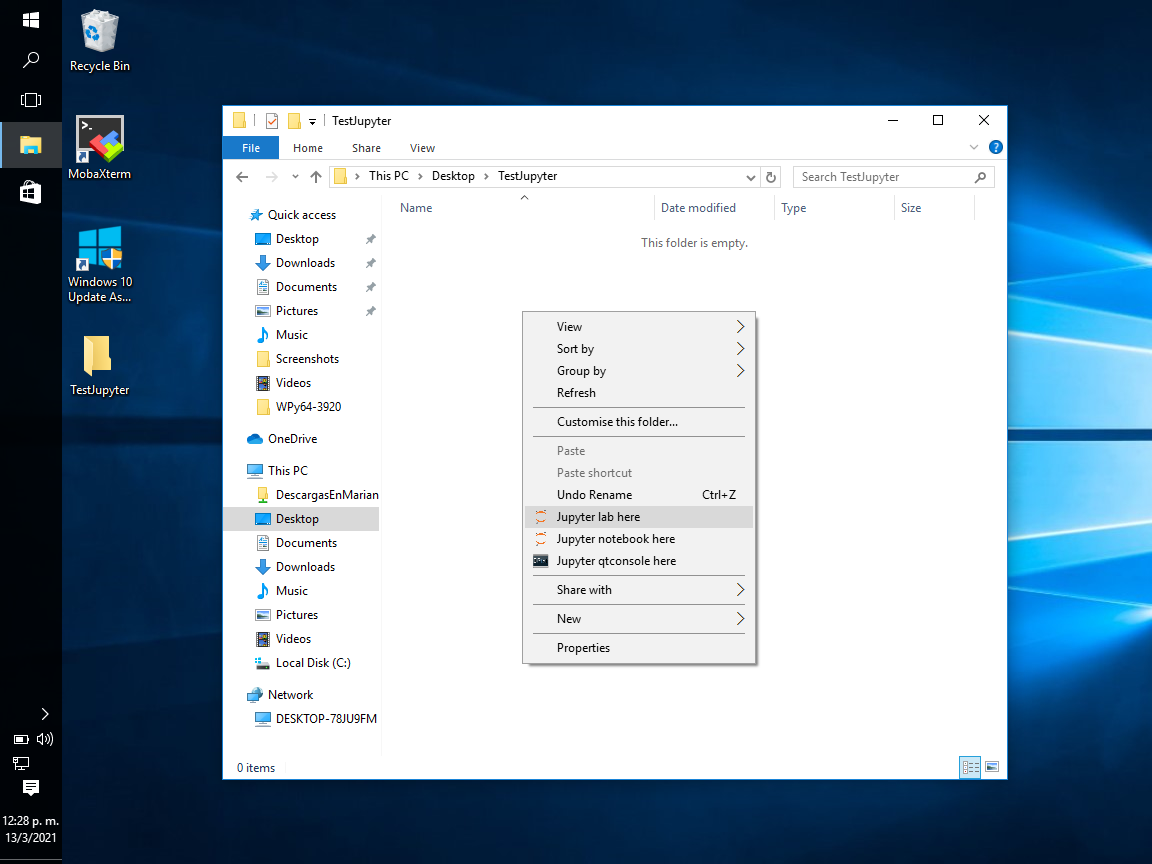 Recycle Bin
>_
MobaXterm
Windows 10
Update As...
TestJupyter
12:28 p. m.
13/3/2021
TestJupyter
File Home Share View
?
This PC Desktop TestJupyter
Search TestJupyter
Name Date modified Type Size
This folder is empty.
Quick access
Desktop
Downloads
Documents
Pictures
Music
Screenshots
Videos
WPy64-3920
OneDrive
This PC
DescargasEnMarian
Desktop
Documents
Downloads
Music
Pictures
Videos
Local Disk (C:)
Network
DESKTOP-78JU9FM
0 items
View
Sort by
Group by
Refresh
Customise this folder...
Paste
Paste shortcut
Undo Rename Ctrl+Z
Jupyter lab here
Jupyter notebook here
Jupyter qtconsole here
Share with
New
Properties